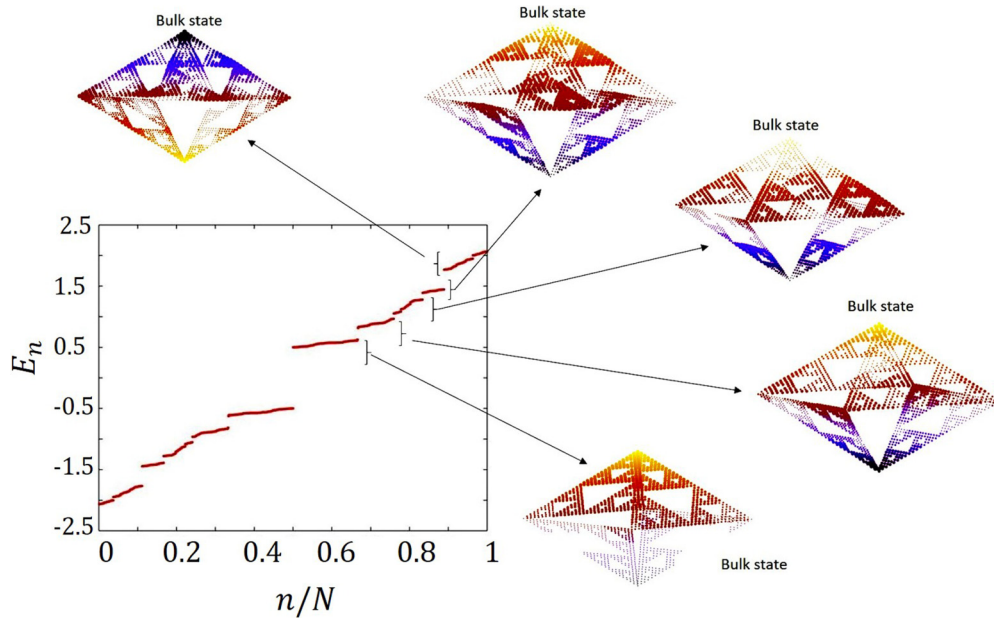 Bulk state
Bulk state
Bulk state
Bulk state
Bulk state
2.5
1.5
0.5
-0.5
-1.5
-2.5
E_n
0 0.2 0.4 0.6 0.8 1
n/N